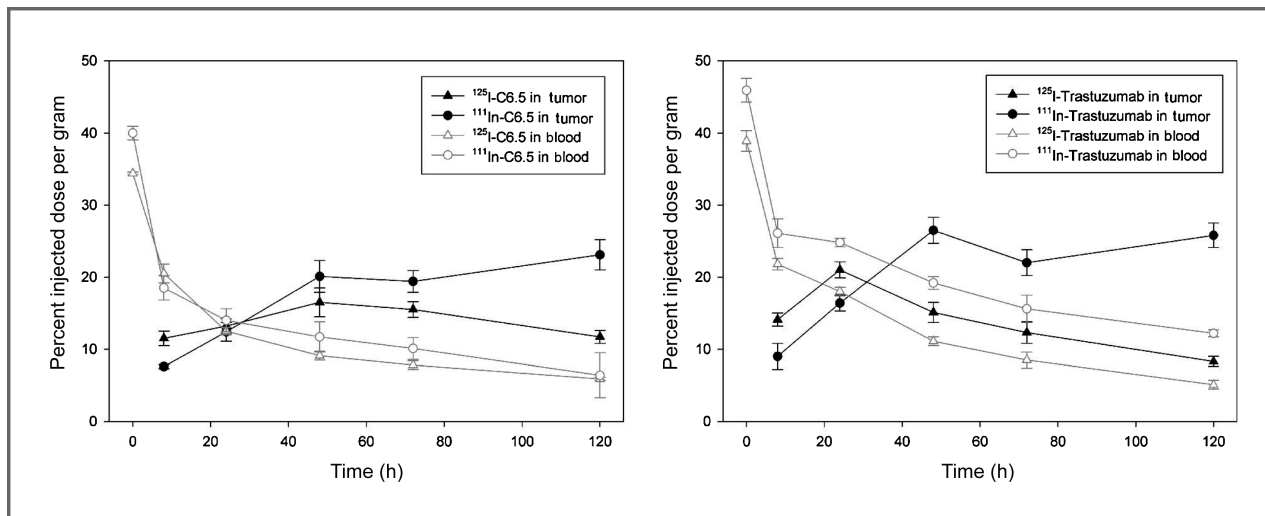 Percent injected dose per gram
50
40
30
20
10
0
¹²⁵I-C6.5 in tumor
¹¹¹In-C6.5 in tumor
¹²⁵I-C6.5 in blood
¹¹¹In-C6.5 in blood
0 20 40 60 80 100 120
Time (h)
Percent injected dose per gram
50
40
30
20
10
0
¹²⁵I-Trastuzumab in tumor
¹¹¹In-Trastuzumab in tumor
¹²⁵I-Trastuzumab in blood
¹¹¹In-Trastuzumab in blood
0 20 40 60 80 100 120
Time (h)